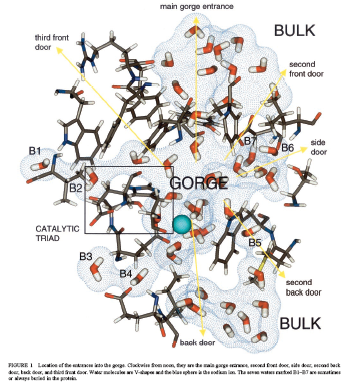 main gorge entrance
BULK
third front
door
second
front door
B7
B6
side
door
B1
B2
GORGE
CATALYTIC
TRIAD
B5
B3
B4
second
back door
BULK
back door
FIGURE 1 Location of the entrances into the gorge. Clockwise from noon, they are the main gorge entrance, second front door, side door, second back
door, back door, and third front door. Water molecules are V-shapes and the blue sphere is the sodium ion. The seven waters marked B1–B7 are sometimes
or always buried in the protein.